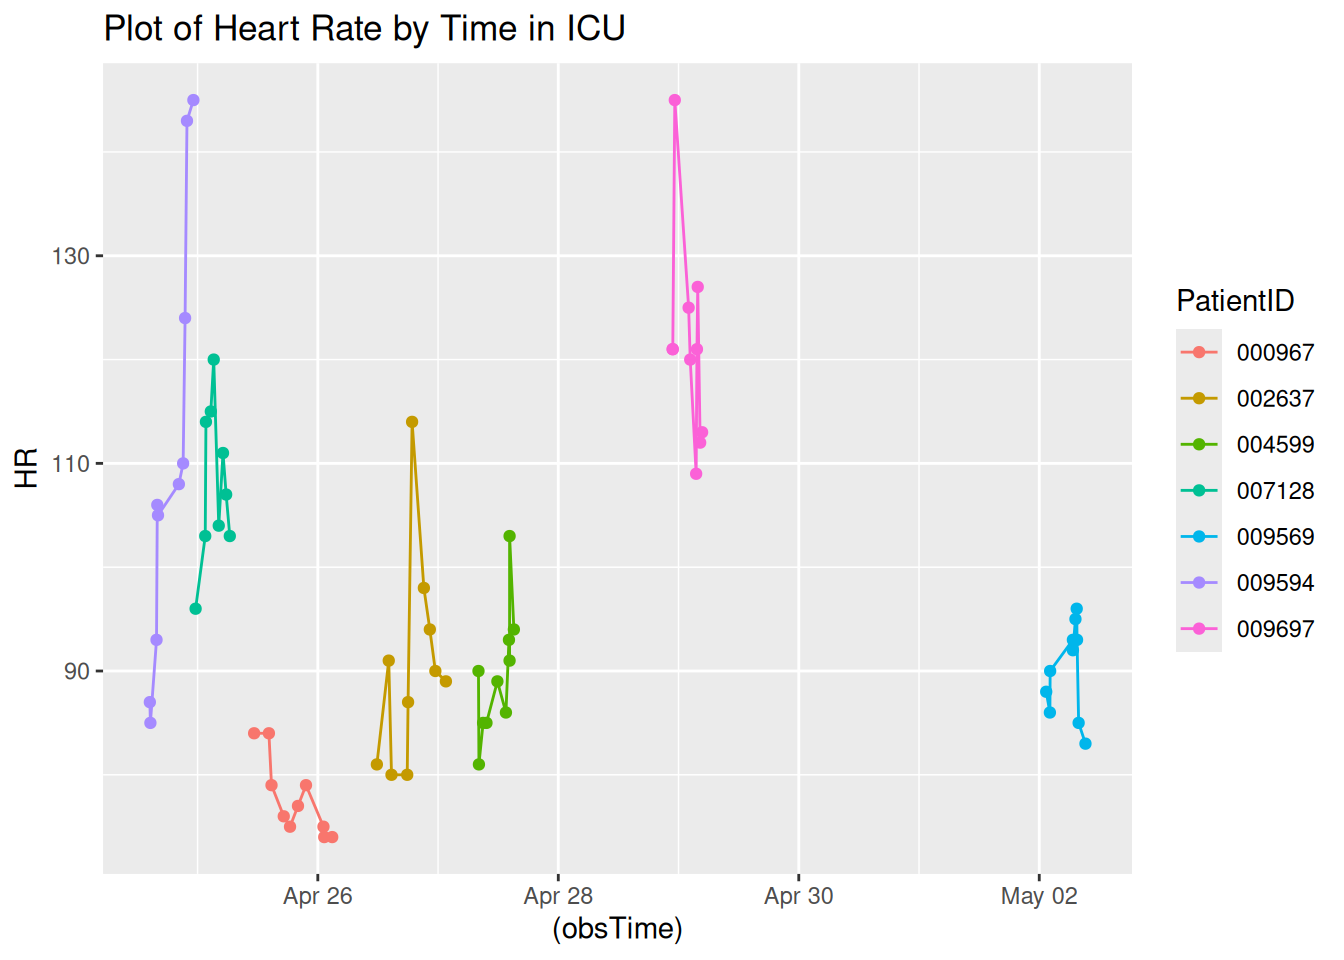 Plot of Heart Rate by Time in ICU
130
110
90
HR
Apr 26
Apr 28
Apr 30
May 02
(obsTime)
PatientID
000967
002637
004599
007128
009569
009594
009697